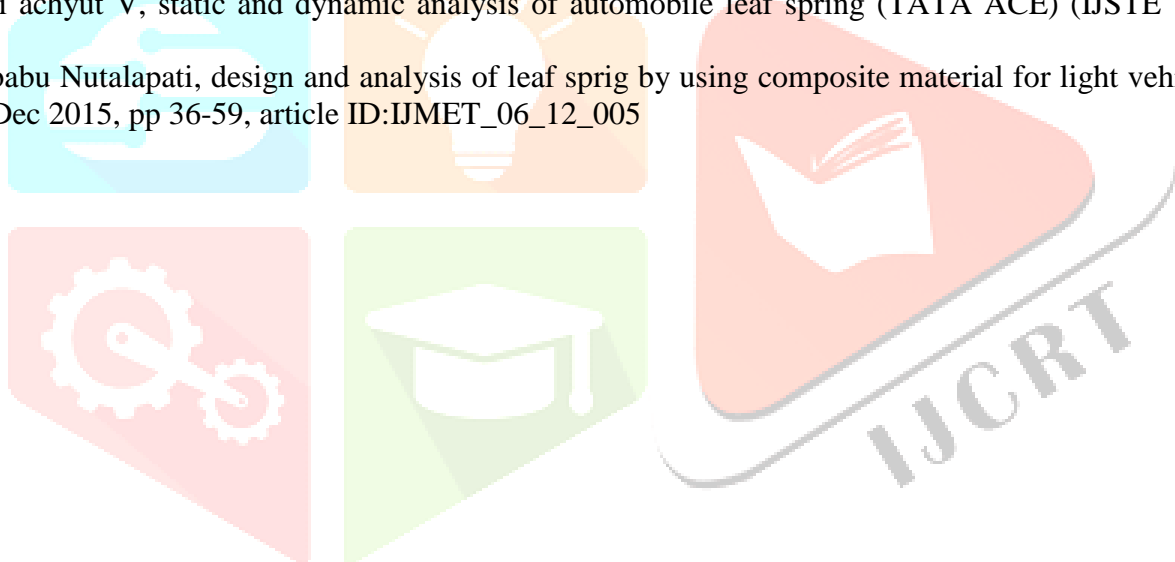 achyut V, static and dynamic analysis of automobile leaf spring (TATA ACE) (IJSTE
babu Nutalapati, design and analysis of leaf sprig by using composite material for light veh
Dec 2015, pp 36-59, article ID:IJMET_06_12_005
IJCRT